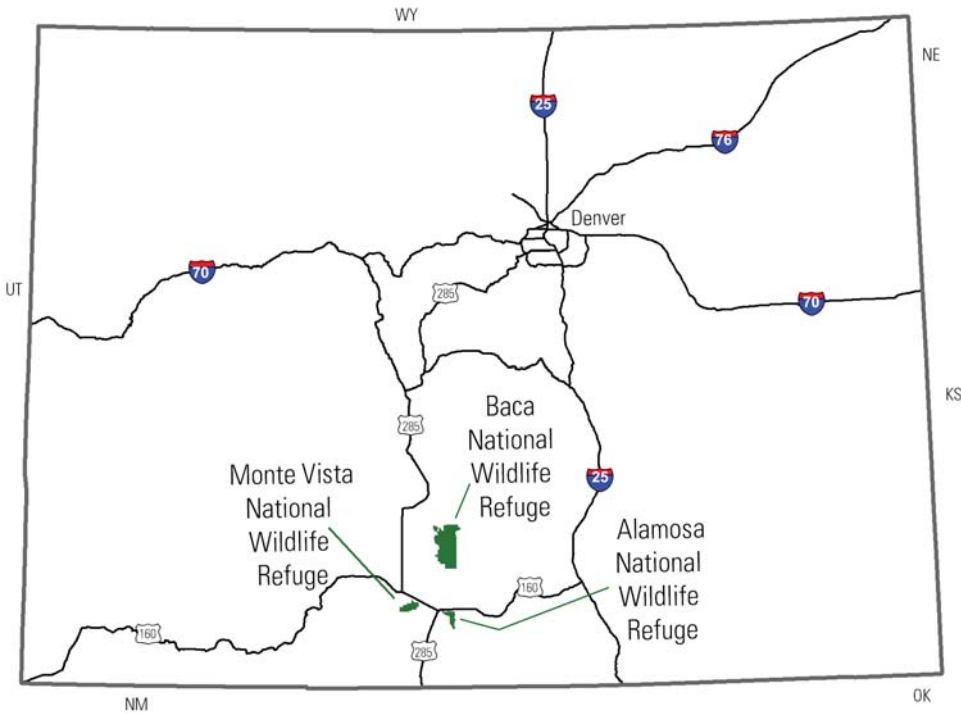 WY
NE
25
76
Denver
70
UT
285
70
KS
285
Baca
National
Wildlife
Refuge
Monte Vista
National
Wildlife
Refuge
25
Alamosa
National
Wildlife
Refuge
160
160
285
NM
OK